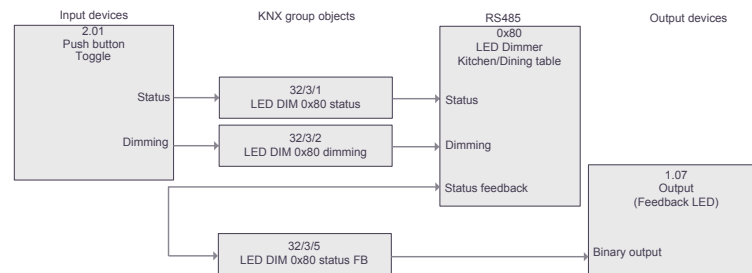 Input devices
KNX group objects
RS485
Output devices
2.01
Push button
Toggle
Status
Dimming
32/3/1
LED DIM 0x80 status
32/3/2
LED DIM 0x80 dimming
0x80
LED Dimmer
Kitchen/Dining table
Status
Dimming
Status feedback
32/3/5
LED DIM 0x80 status FB
1.07
Output
(Feedback LED)
Binary output